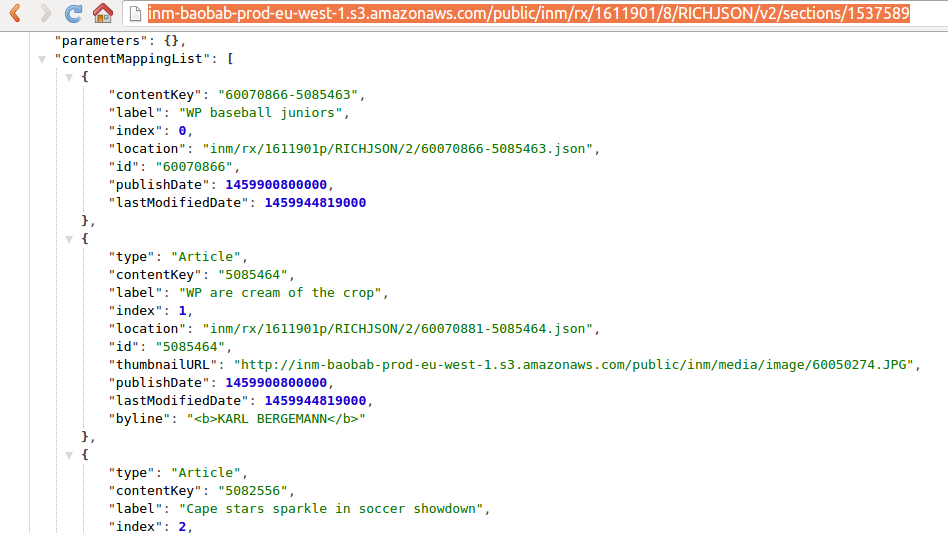 inm-baobab-prod-eu-west-1.s3.amazonaws.com/public/inm/rx/1611901/8/RICHJSON/v2/sections/1537589
"parameters": {},
"contentMappingList": [
{
"contentKey": "60070866-5085463",
"label": "WP baseball juniors",
"index": 0,
"location": "inm/rx/1611901p/RICHJSON/2/60070866-5085463.json",
"id": "60070866",
"publishDate": 1459900800000,
"lastModifiedDate": 1459944819000
},
{
"type": "Article",
"contentKey": "5085464",
"label": "WP are cream of the crop",
"index": 1,
"location": "inm/rx/1611901p/RICHJSON/2/60070881-5085464.json",
"id": "5085464",
"thumbnailURL": "http://inm-baobab-prod-eu-west-1.s3.amazonaws.com/public/inm/media/image/60050274.JPG",
"publishDate": 1459900800000,
"lastModifiedDate": 1459944819000,
"byline": "<b>KARL BERGEMANN</b>"
},
{
"type": "Article",
"contentKey": "5082556",
"label": "Cape stars sparkle in soccer showdown",
"index": 2,